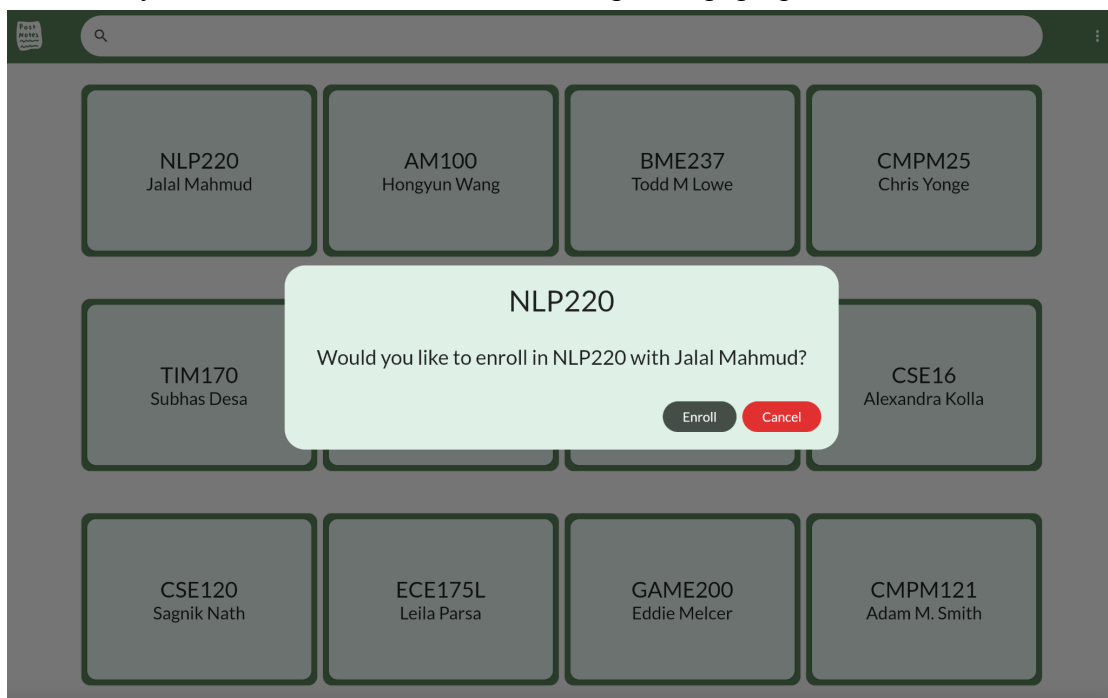 Post
Notes
NLP220
Jalal Mahmud
AM100
Hongyun Wang
BME237
Todd M Lowe
CMPM25
Chris Yonge
NLP220
Would you like to enroll in NLP220 with Jalal Mahmud?
Enroll
Cancel
TIM170
Subhas Desa
CSE16
Alexandra Kolla
CSE120
Sagnik Nath
ECE175L
Leila Parsa
GAME200
Eddie Melcer
CMPM121
Adam M. Smith